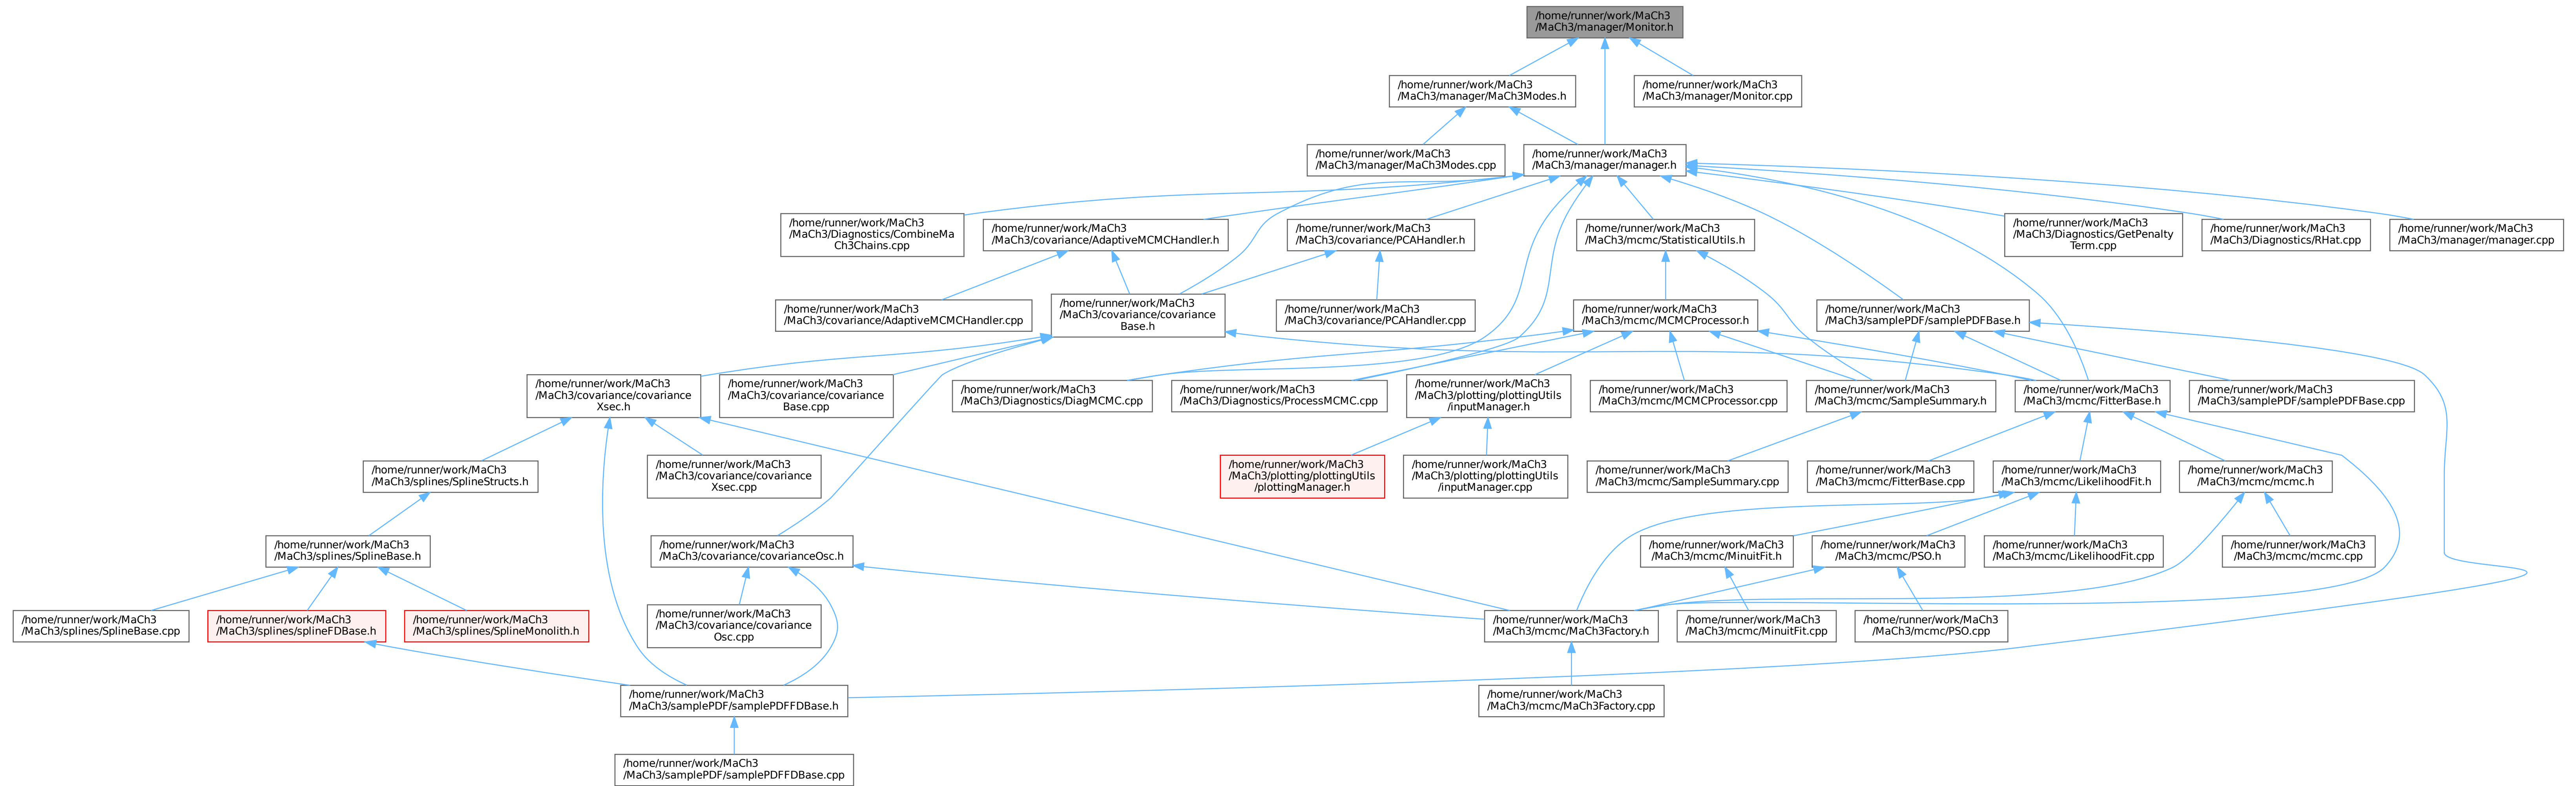 /home/runner/work/MaCh3
/MaCh3/manager/Monitor.h
/home/runner/work/MaCh3
/MaCh3/manager/MaCh3Modes.h
/home/runner/work/MaCh3
/MaCh3/manager/Monitor.cpp
/home/runner/work/MaCh3
/MaCh3/manager/MaCh3Modes.cpp
/home/runner/work/MaCh3
/MaCh3/manager/manager.h
/home/runner/work/MaCh3
/MaCh3/Diagnostics/CombineMa
Ch3Chains.cpp
/home/runner/work/MaCh3
/MaCh3/covariance/AdaptiveMCMCHandler.h
/home/runner/work/MaCh3
/MaCh3/covariance/PCAHandler.h
/home/runner/work/MaCh3
/MaCh3/mcmc/StatisticalUtils.h
/home/runner/work/MaCh3
/MaCh3/Diagnostics/GetPenalty
Term.cpp
/home/runner/work/MaCh3
/MaCh3/Diagnostics/RHat.cpp
/home/runner/work/MaCh3
/MaCh3/manager/manager.cpp
/home/runner/work/MaCh3
/MaCh3/covariance/AdaptiveMCMCHandler.cpp
/home/runner/work/MaCh3
/MaCh3/covariance/covariance
Base.h
/home/runner/work/MaCh3
/MaCh3/covariance/PCAHandler.cpp
/home/runner/work/MaCh3
/MaCh3/mcmc/MCMCProcessor.h
/home/runner/work/MaCh3
/MaCh3/samplePDF/samplePDFBase.h
/home/runner/work/MaCh3
/MaCh3/covariance/covariance
Xsec.h
/home/runner/work/MaCh3
/MaCh3/covariance/covariance
Base.cpp
/home/runner/work/MaCh3
/MaCh3/Diagnostics/DiagMCMC.cpp
/home/runner/work/MaCh3
/MaCh3/Diagnostics/ProcessMCMC.cpp
/home/runner/work/MaCh3
/MaCh3/plotting/plottingUtils
/inputManager.h
/home/runner/work/MaCh3
/MaCh3/mcmc/MCMCProcessor.cpp
/home/runner/work/MaCh3
/MaCh3/mcmc/SampleSummary.h
/home/runner/work/MaCh3
/MaCh3/mcmc/FitterBase.h
/home/runner/work/MaCh3
/MaCh3/samplePDF/samplePDFBase.cpp
/home/runner/work/MaCh3
/MaCh3/splines/SplineStructs.h
/home/runner/work/MaCh3
/MaCh3/covariance/covariance
Xsec.cpp
/home/runner/work/MaCh3
/MaCh3/plotting/plottingUtils
/plottingManager.h
/home/runner/work/MaCh3
/MaCh3/plotting/plottingUtils
/inputManager.cpp
/home/runner/work/MaCh3
/MaCh3/mcmc/SampleSummary.cpp
/home/runner/work/MaCh3
/MaCh3/mcmc/FitterBase.cpp
/home/runner/work/MaCh3
/MaCh3/mcmc/LikelihoodFit.h
/home/runner/work/MaCh3
/MaCh3/mcmc/mcmc.h
/home/runner/work/MaCh3
/MaCh3/splines/SplineBase.h
/home/runner/work/MaCh3
/MaCh3/covariance/covarianceOsc.h
/home/runner/work/MaCh3
/MaCh3/mcmc/MinuitFit.h
/home/runner/work/MaCh3
/MaCh3/mcmc/PSO.h
/home/runner/work/MaCh3
/MaCh3/mcmc/LikelihoodFit.cpp
/home/runner/work/MaCh3
/MaCh3/mcmc/mcmc.cpp
/home/runner/work/MaCh3
/MaCh3/splines/SplineBase.cpp
/home/runner/work/MaCh3
/MaCh3/splines/splineFDBase.h
/home/runner/work/MaCh3
/MaCh3/splines/SplineMonolith.h
/home/runner/work/MaCh3
/MaCh3/covariance/covariance
Osc.cpp
/home/runner/work/MaCh3
/MaCh3/mcmc/MaCh3Factory.h
/home/runner/work/MaCh3
/MaCh3/mcmc/MinuitFit.cpp
/home/runner/work/MaCh3
/MaCh3/mcmc/PSO.cpp
/home/runner/work/MaCh3
/MaCh3/samplePDF/samplePDFFDBase.h
/home/runner/work/MaCh3
/MaCh3/mcmc/MaCh3Factory.cpp
/home/runner/work/MaCh3
/MaCh3/samplePDF/samplePDFFDBase.cpp